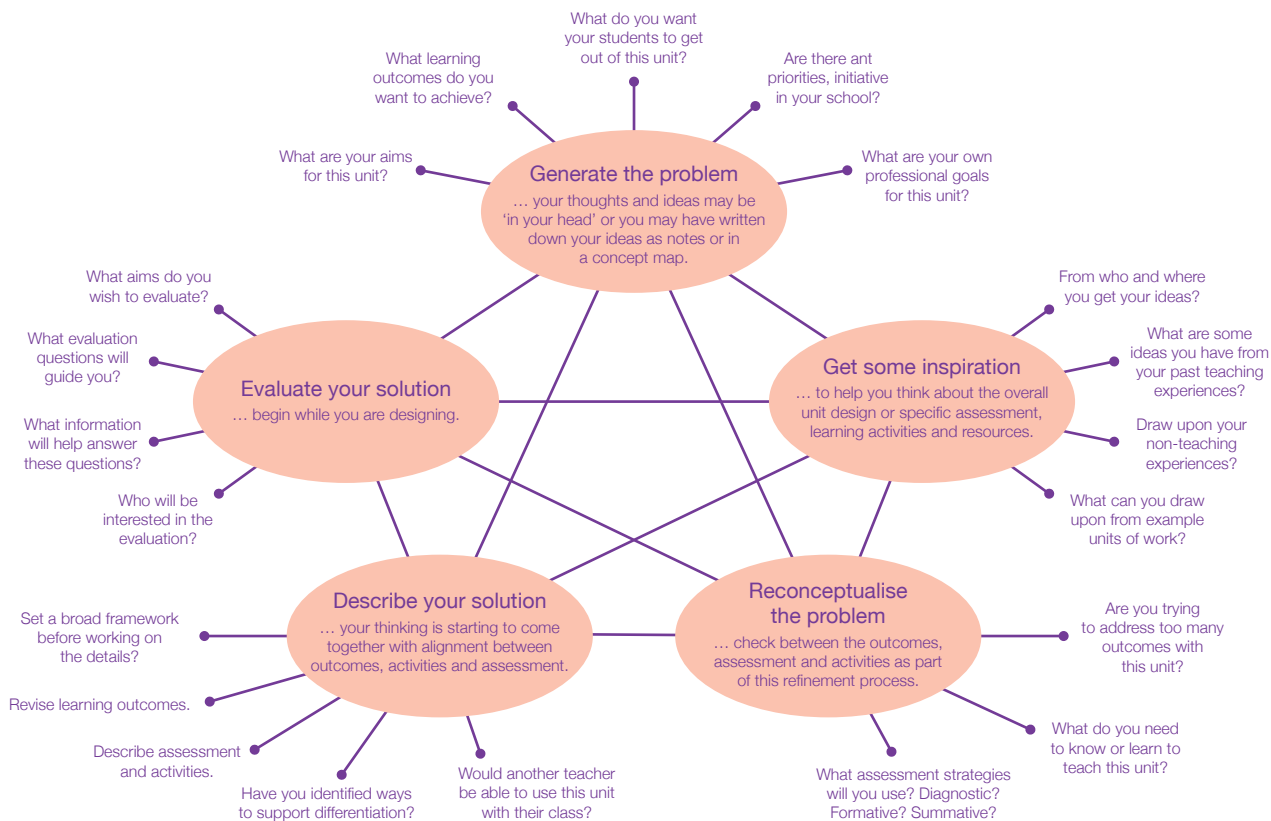 What do you want
your students to get
out of this unit?
What learning
outcomes do you
want to achieve?
Are there ant
priorities, initiative
in your school?
What are your aims
for this unit?
What are your own
professional goals
for this unit?
Generate the problem
… your thoughts and ideas may be
‘in your head’ or you may have written
down your ideas as notes or in
a concept map.
What aims do you
wish to evaluate?
What evaluation
questions will
guide you?
What information
will help answer
these questions?
Who will be
interested in the
evaluation?
Evaluate your solution
… begin while you are designing.
Get some inspiration
… to help you think about the overall
unit design or specific assessment,
learning activities and resources.
From who and where
you get your ideas?
What are some
ideas you have from
your past teaching
experiences?
Draw upon your
non-teaching
experiences?
What can you draw
upon from example
units of work?
Describe your solution
… your thinking is starting to come
together with alignment between
outcomes, activities and assessment.
Set a broad framework
before working on
the details?
Revise learning outcomes.
Describe assessment
and activities.
Have you identified ways
to support differentiation?
Would another teacher
be able to use this unit
with their class?
Reconceptualise
the problem
… check between the outcomes,
assessment and activities as part
of this refinement process.
Are you trying
to address too many
outcomes with
this unit?
What do you need
to know or learn to
teach this unit?
What assessment strategies
will you use? Diagnostic?
Formative? Summative?